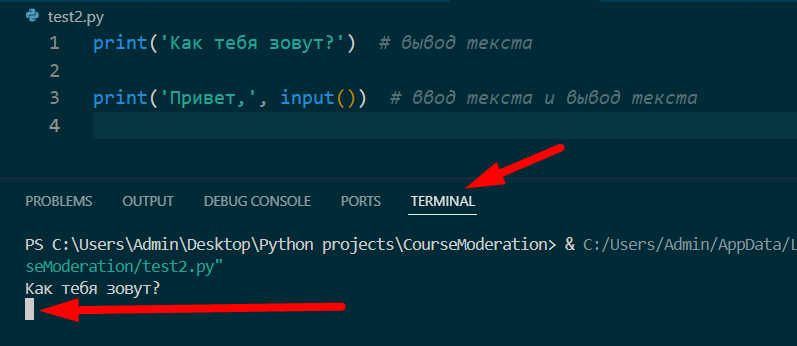 test2.py
1 print('Как тебя зовут?') # вывод текста
2
3 print('Привет,', input()) # ввод текста и вывод текста
4
PROBLEMS OUTPUT DEBUG CONSOLE PORTS TERMINAL
PS C:\Users\Admin\Desktop\Python projects\CourseModeration> & C:/Users/Admin/AppData/L
seModeration/test2.py"
Как тебя зовут?